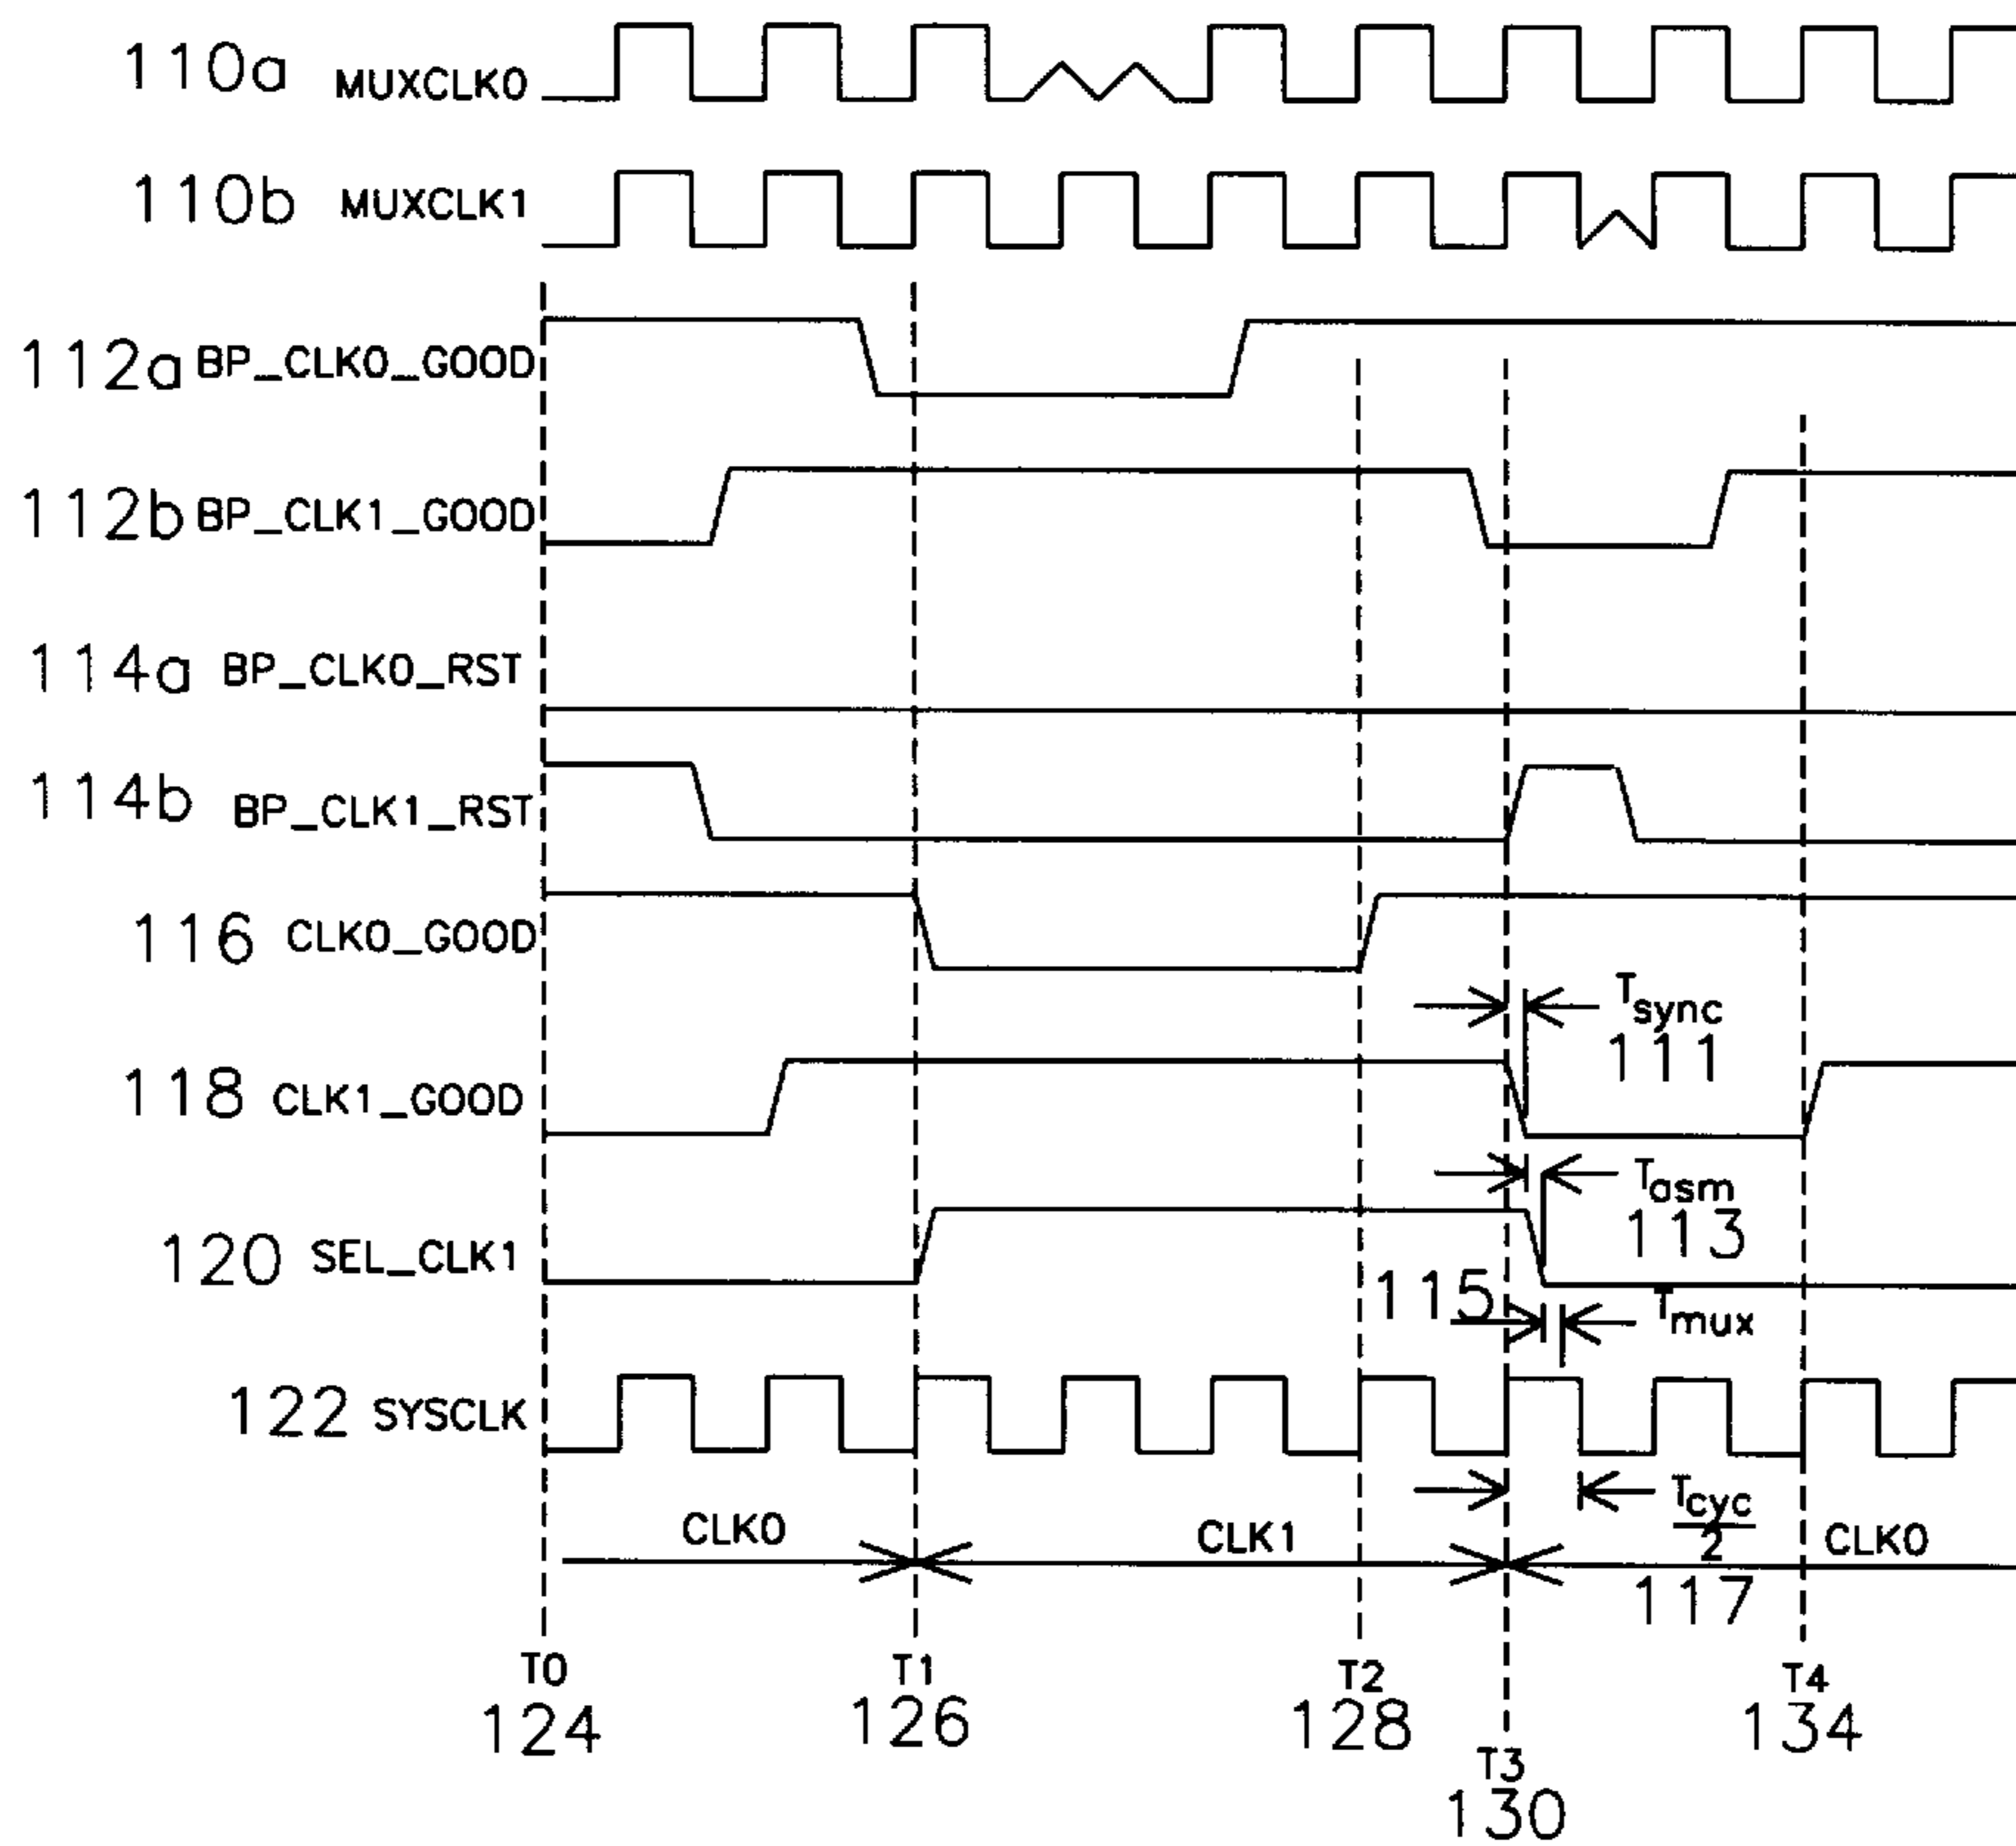 110a MUXCLK0
110b MUXCLK1
112a BP_CLK0_GOOD
112b BP_CLK1_GOOD
114a BP_CLK0_RST
114b BP_CLK1_RST
116 CLK0_GOOD
Tsync
111
118 CLK1_GOOD
Tasm
113
120 SEL_CLK1
115 Tmux
122 SYSCLK
Tcyc
2
117
CLK0 CLK1 CLK0
T0 T1 T2 T4
124 126 128 134
T3
130